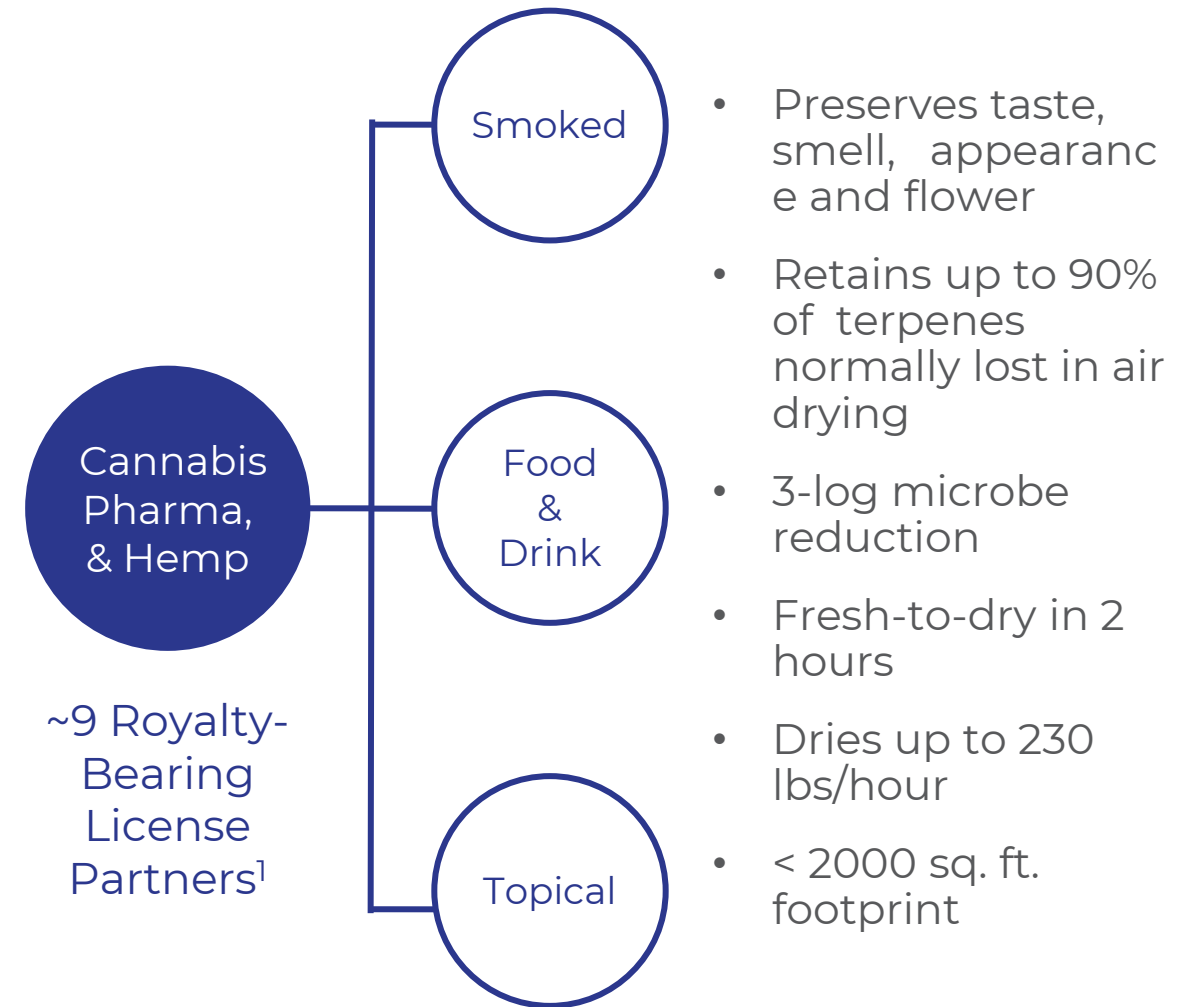 Cannabis
Pharma,
& Hemp
~9 Royalty-
Bearing
License
Partners¹
Smoked
Food
&
Drink
Topical
• Preserves taste,
smell, appearanc
e and flower
• Retains up to 90%
of terpenes
normally lost in air
drying
• 3-log microbe
reduction
• Fresh-to-dry in 2
hours
• Dries up to 230
lbs/hour
• < 2000 sq. ft.
footprint